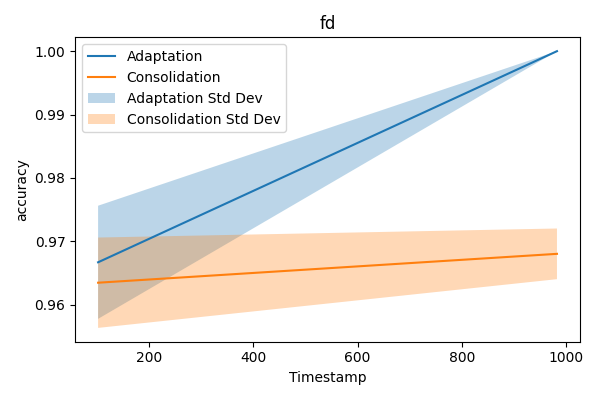 fd
Adaptation
Consolidation
Adaptation Std Dev
Consolidation Std Dev
1.00
0.99
0.98
0.97
0.96
accuracy
200
400
600
800
1000
Timestamp